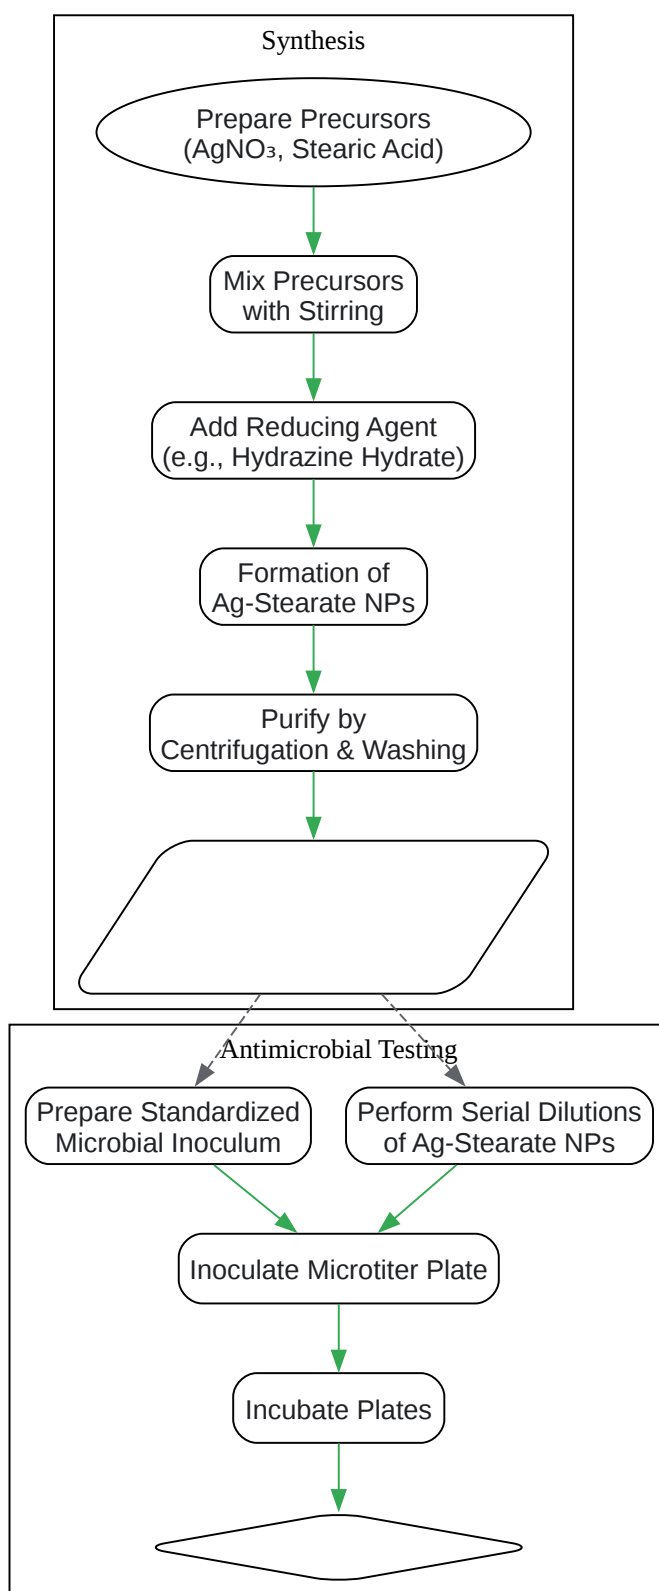 Synthesis
Prepare Precursors
(AgNO₃, Stearic Acid)
Mix Precursors
with Stirring
Add Reducing Agent
(e.g., Hydrazine Hydrate)
Formation of
Ag-Stearate NPs
Purify by
Centrifugation & Washing
Antimicrobial Testing
Prepare Standardized
Microbial Inoculum
Perform Serial Dilutions
of Ag-Stearate NPs
Inoculate Microtiter Plate
Incubate Plates